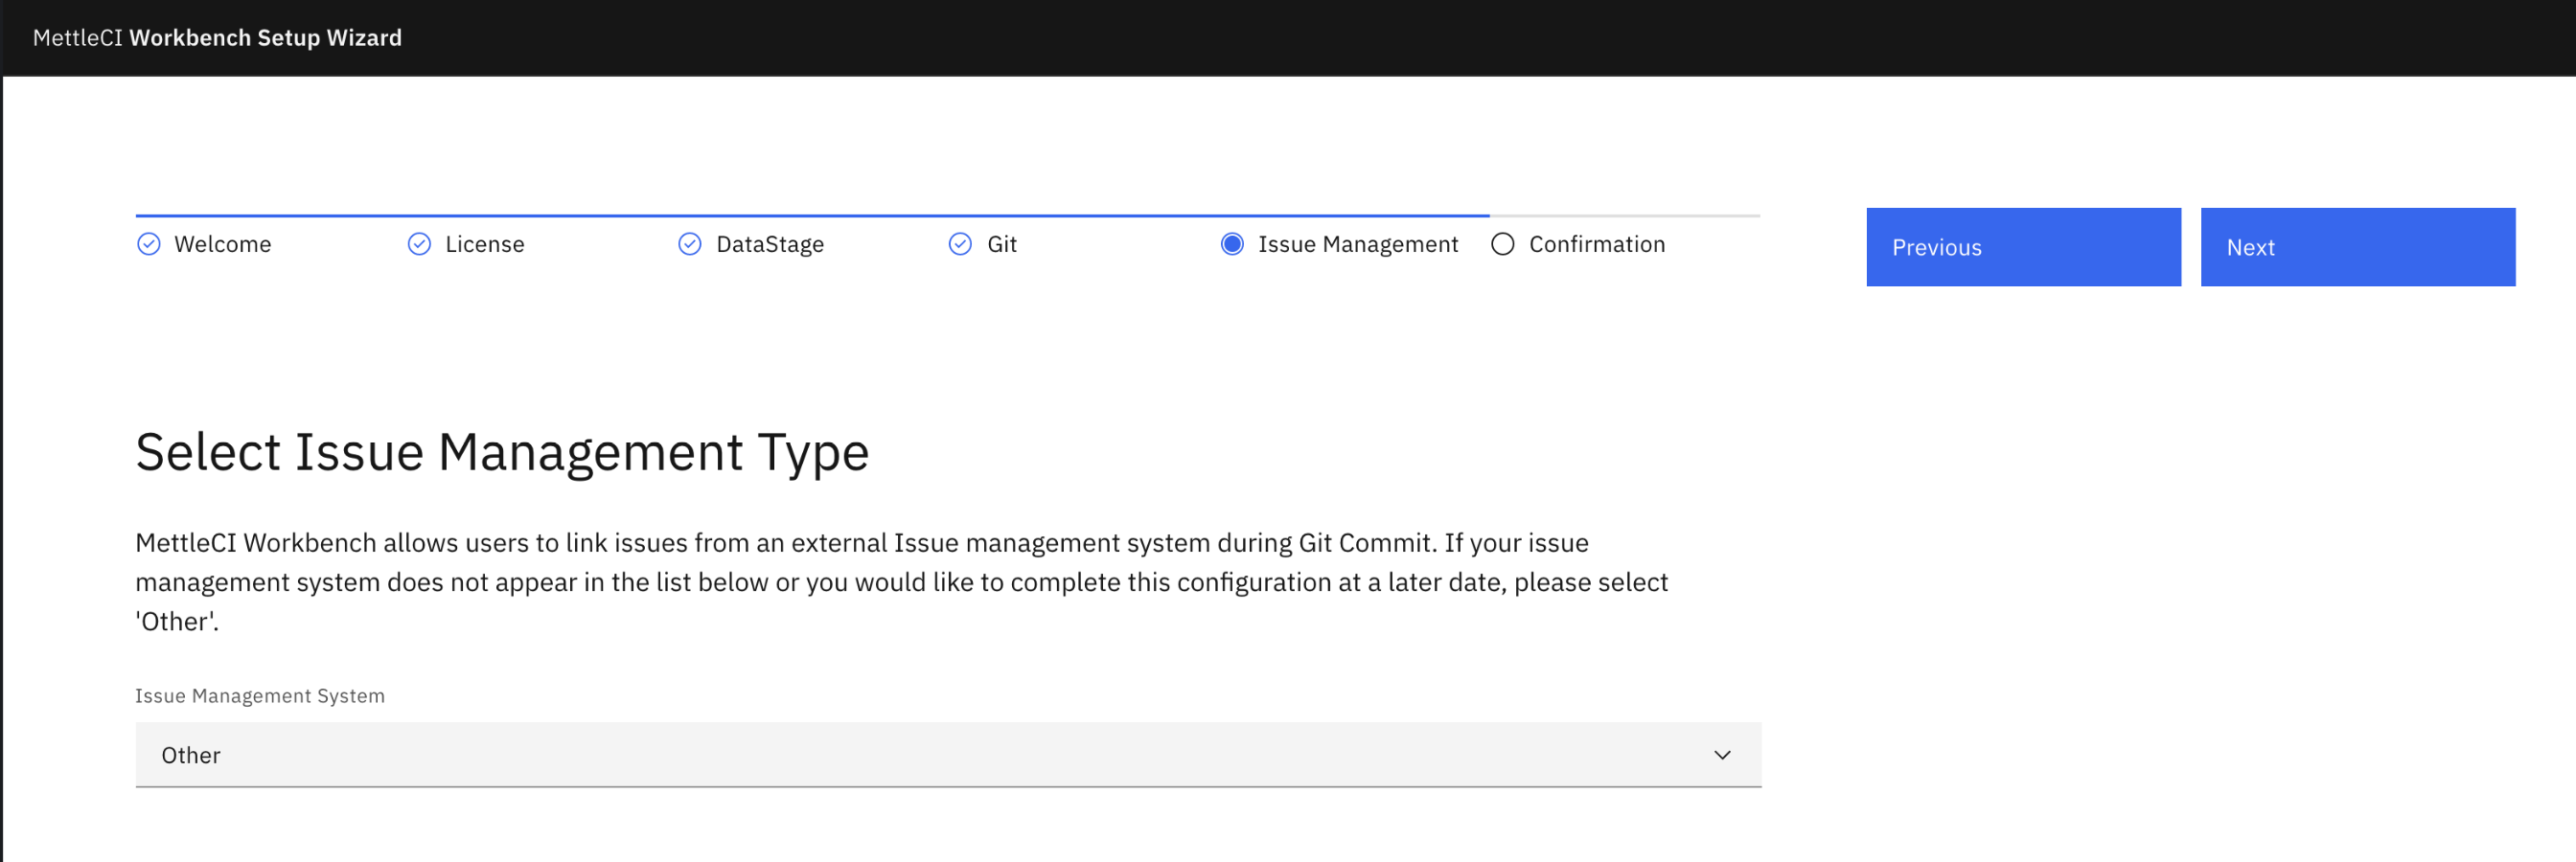 MettleCI Workbench Setup Wizard
Welcome
License
DataStage
Git
Issue Management
Confirmation
Previous
Next
Select Issue Management Type
MettleCI Workbench allows users to link issues from an external Issue management system during Git Commit. If your issue
management system does not appear in the list below or you would like to complete this configuration at a later date, please select
'Other'.
Issue Management System
Other